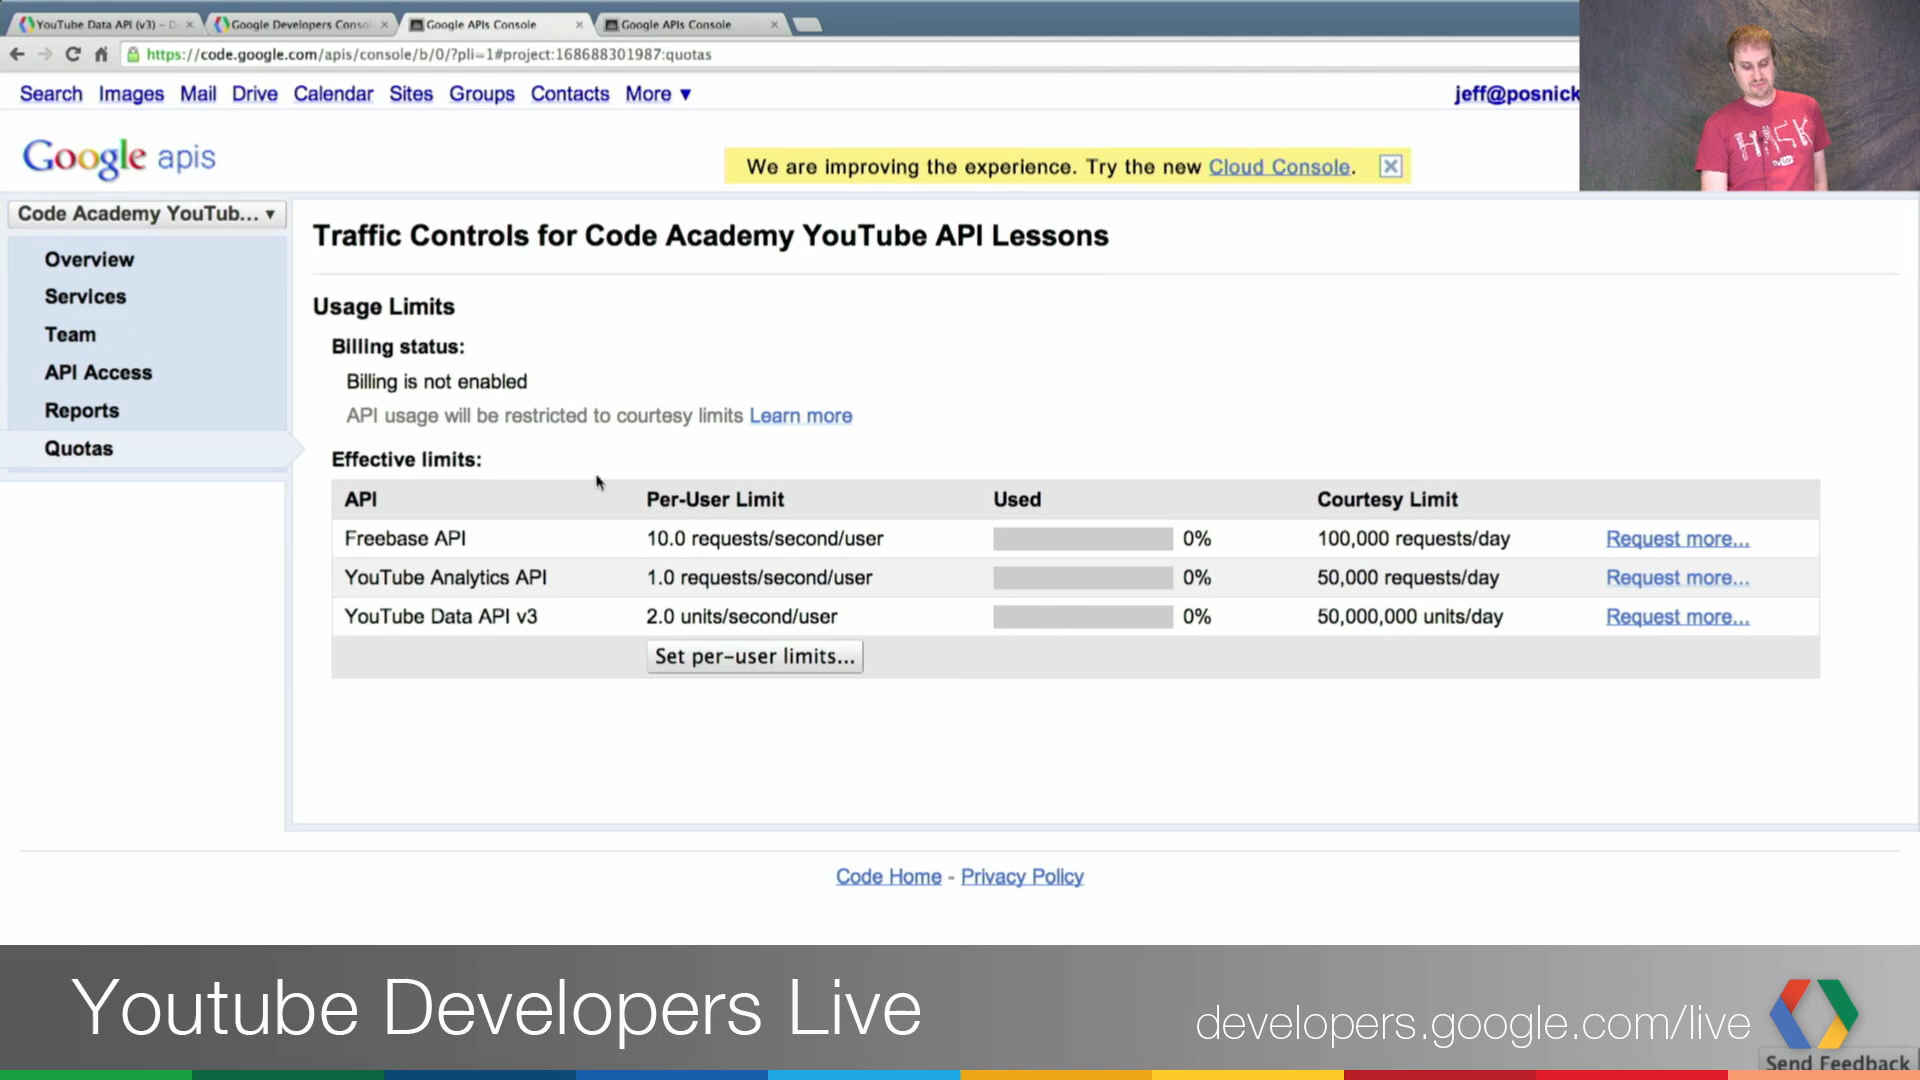 YouTube Data API (v3) – D
Google Developers Consol
Google APIs Console
Google APIs Console
https://code.google.com/apis/console/b/0/?pli=1#project:168688301987:quotas
Search Images Mail Drive Calendar Sites Groups Contacts More ▼
jeff@posnick
Google apis
We are improving the experience. Try the new Cloud Console.
HACK
Code Academy YouTub... ▼
Traffic Controls for Code Academy YouTube API Lessons
Overview
Services
Team
API Access
Reports
Quotas
Usage Limits
Billing status:
Billing is not enabled
API usage will be restricted to courtesy limits Learn more
Effective limits:
API Per-User Limit Used Courtesy Limit
Freebase API 10.0 requests/second/user 0% 100,000 requests/day Request more...
YouTube Analytics API 1.0 requests/second/user 0% 50,000 requests/day Request more...
YouTube Data API v3 2.0 units/second/user 0% 50,000,000 units/day Request more...
Set per-user limits...
Code Home - Privacy Policy
Youtube Developers Live
developers.google.com/live
Send Feedback